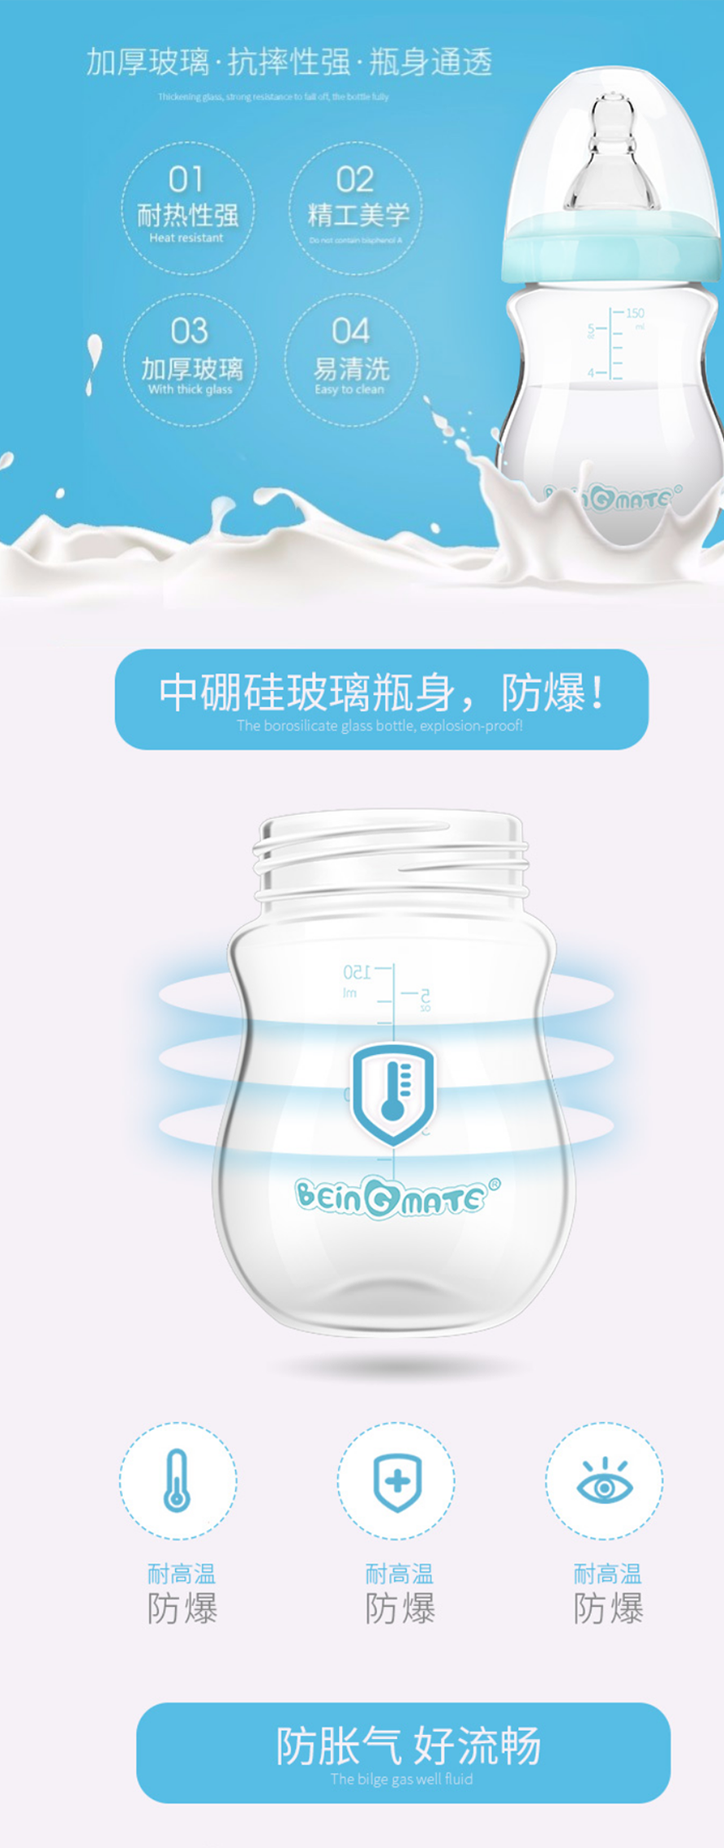 加厚玻璃·抗摔性强·瓶身通透
Thickening glass, strong resistance to fall off, the bottle fully
01
耐热性强
Heat resistant
02
精工美学
Do not contain bisphenol A
03
加厚玻璃
With thick glass
04
易清洗
Easy to clean
150
ml
5
4
BEinGMATE®
中硼硅玻璃瓶身，防爆！
The borosilicate glass bottle, explosion-proof!
150
ml
5
oz
BEinGMATE®
耐高温
防爆
耐高温
防爆
耐高温
防爆
防胀气 好流畅
The bilge gas well fluid